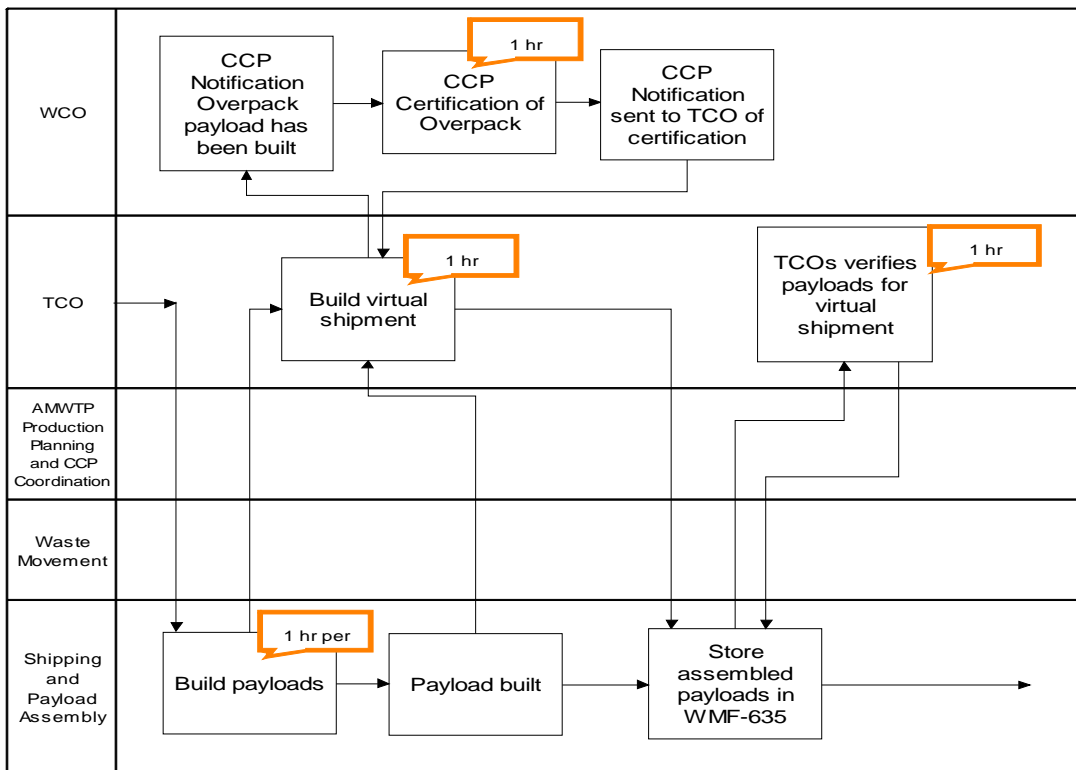 WCO
CCP
Notification
Overpack
payload has
been built
1 hr
CCP
Certification of
Overpack
CCP
Notification
sent to TCO of
certification
TCO
1 hr
Build virtual
shipment
1 hr
TCOs verifies
payloads for
virtual
shipment
AMWTP
Production
Planning
and CCP
Coordination
Waste
Movement
Shipping
and
Payload
Assembly
1 hr per
Build payloads
Payload built
Store
assembled
payloads in
WMF-635